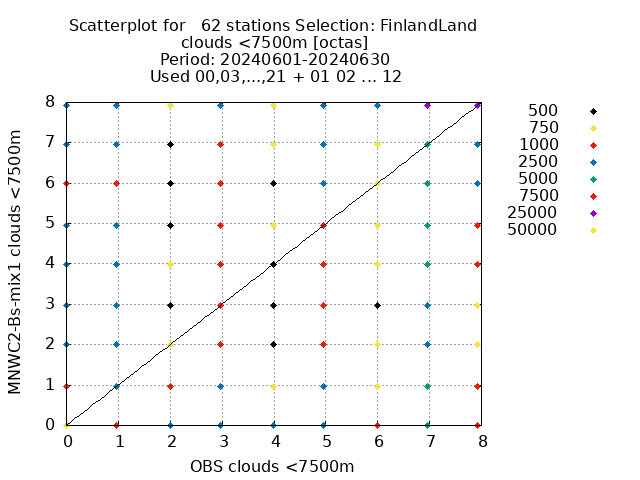 Scatterplot for   62 stations Selection: FinlandLand
clouds <7500m [octas]
Period: 20240601-20240630
Used 00,03,...,21 + 01 02 ... 12
8
7
6
5
4
3
2
1
0
0 1 2 3 4 5 6 7 8
MNWC2-Bs-mix1 clouds <7500m
OBS clouds <7500m
500
750
1000
2500
5000
7500
25000
50000